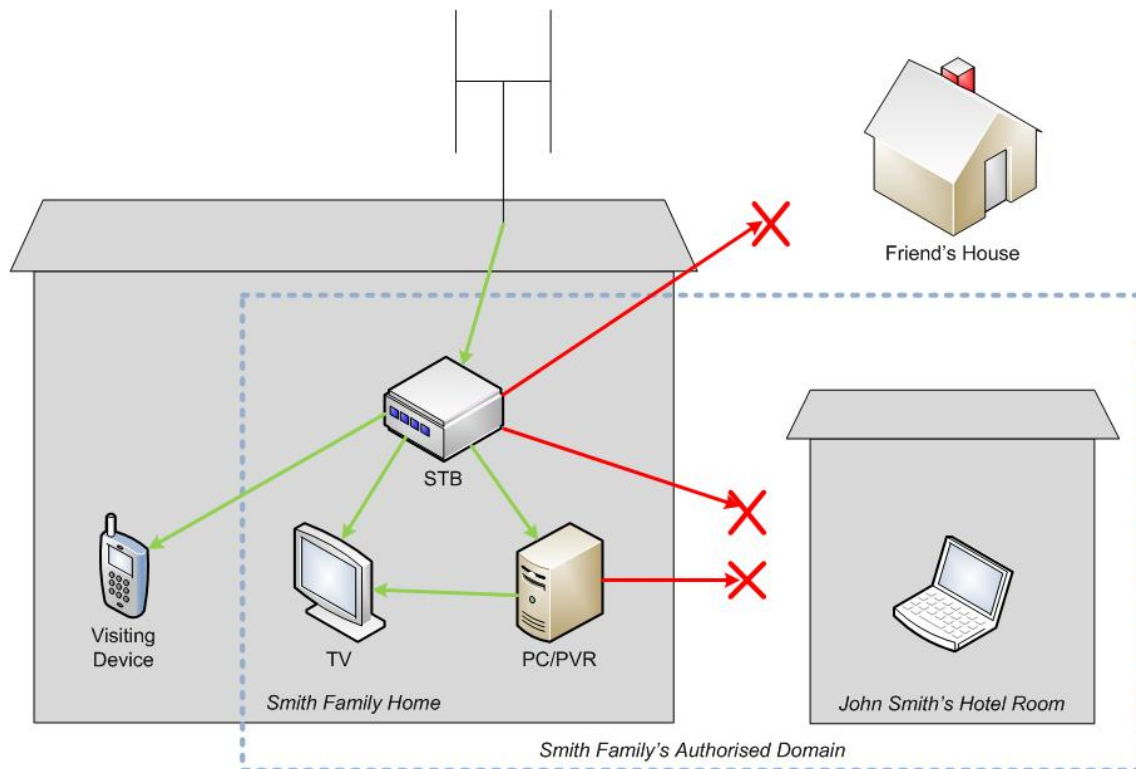 Friend's House
STB
Visiting
Device
TV
PC/PVR
Smith Family Home
John Smith's Hotel Room
Smith Family's Authorised Domain